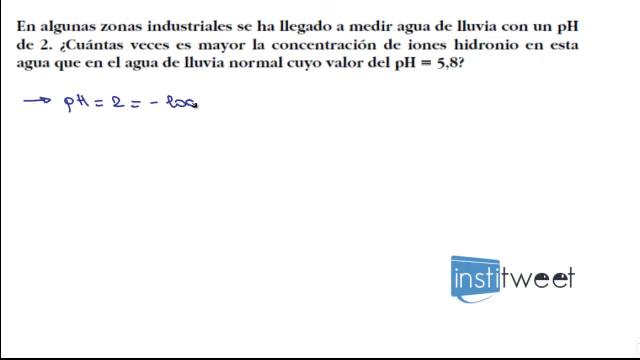 En algunas zonas industriales se ha llegado a medir agua de lluvia con un pH
de 2. ¿Cuántas veces es mayor la concentración de iones hidronio en esta
agua que en el agua de lluvia normal cuyo valor del pH = 5,8?
→ pH = 2 = - log
institweet